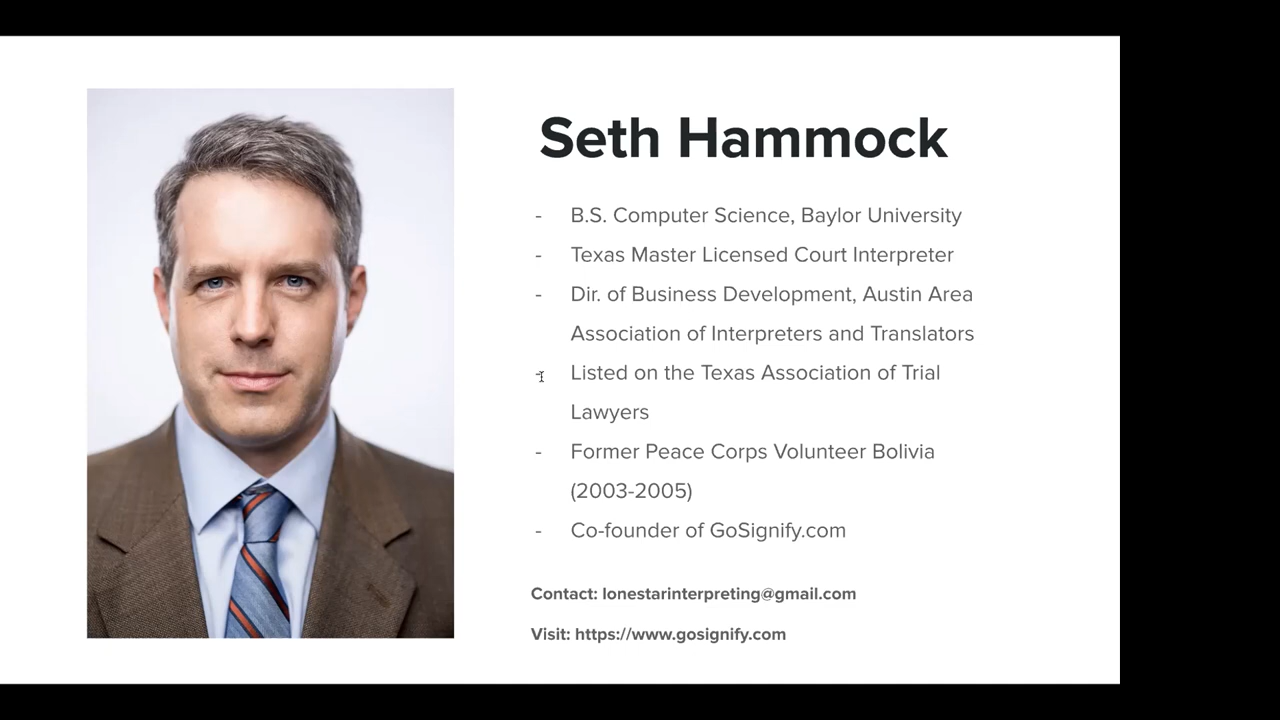 Seth Hammock
- B.S. Computer Science, Baylor University
- Texas Master Licensed Court Interpreter
- Dir. of Business Development, Austin Area
Association of Interpreters and Translators
- Listed on the Texas Association of Trial
Lawyers
- Former Peace Corps Volunteer Bolivia
(2003-2005)
- Co-founder of GoSignify.com
Contact: lonestarinterpreting@gmail.com
Visit: https://www.gosignify.com